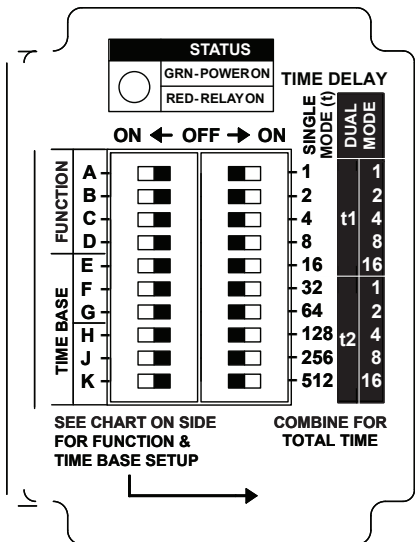 STATUS
GRN-POWER ON
RED-RELAY ON
TIME DELAY
SINGLE
MODE (t)
DUAL
MODE
ON OFF ON
FUNCTION
A 1 1
B 2 2
C 4 t1 4
D 8 8
TIME BASE
E 16 16
F 32 1
G 64 2
H 128 t2 4
J 256 8
K 512 16
SEE CHART ON SIDE
FOR FUNCTION &
TIME BASE SETUP
COMBINE FOR
TOTAL TIME